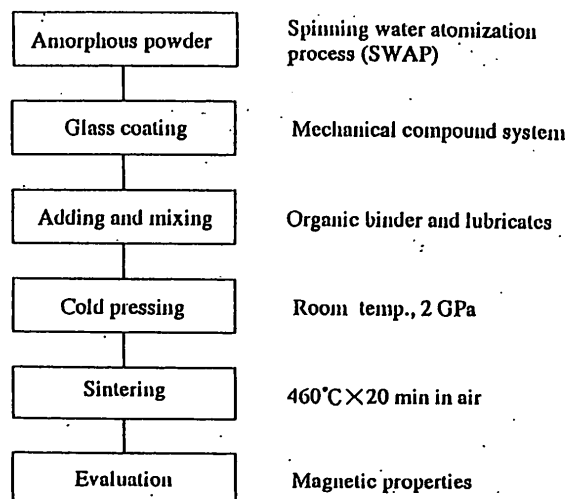 Amorphous powder
Spinning water atomization
process (SWAP)
Glass coating
Mechanical compound system
Adding and mixing
Organic binder and lubricates
Cold pressing
Room temp., 2 GPa
Sintering
460℃×20 min in air
Evaluation
Magnetic properties